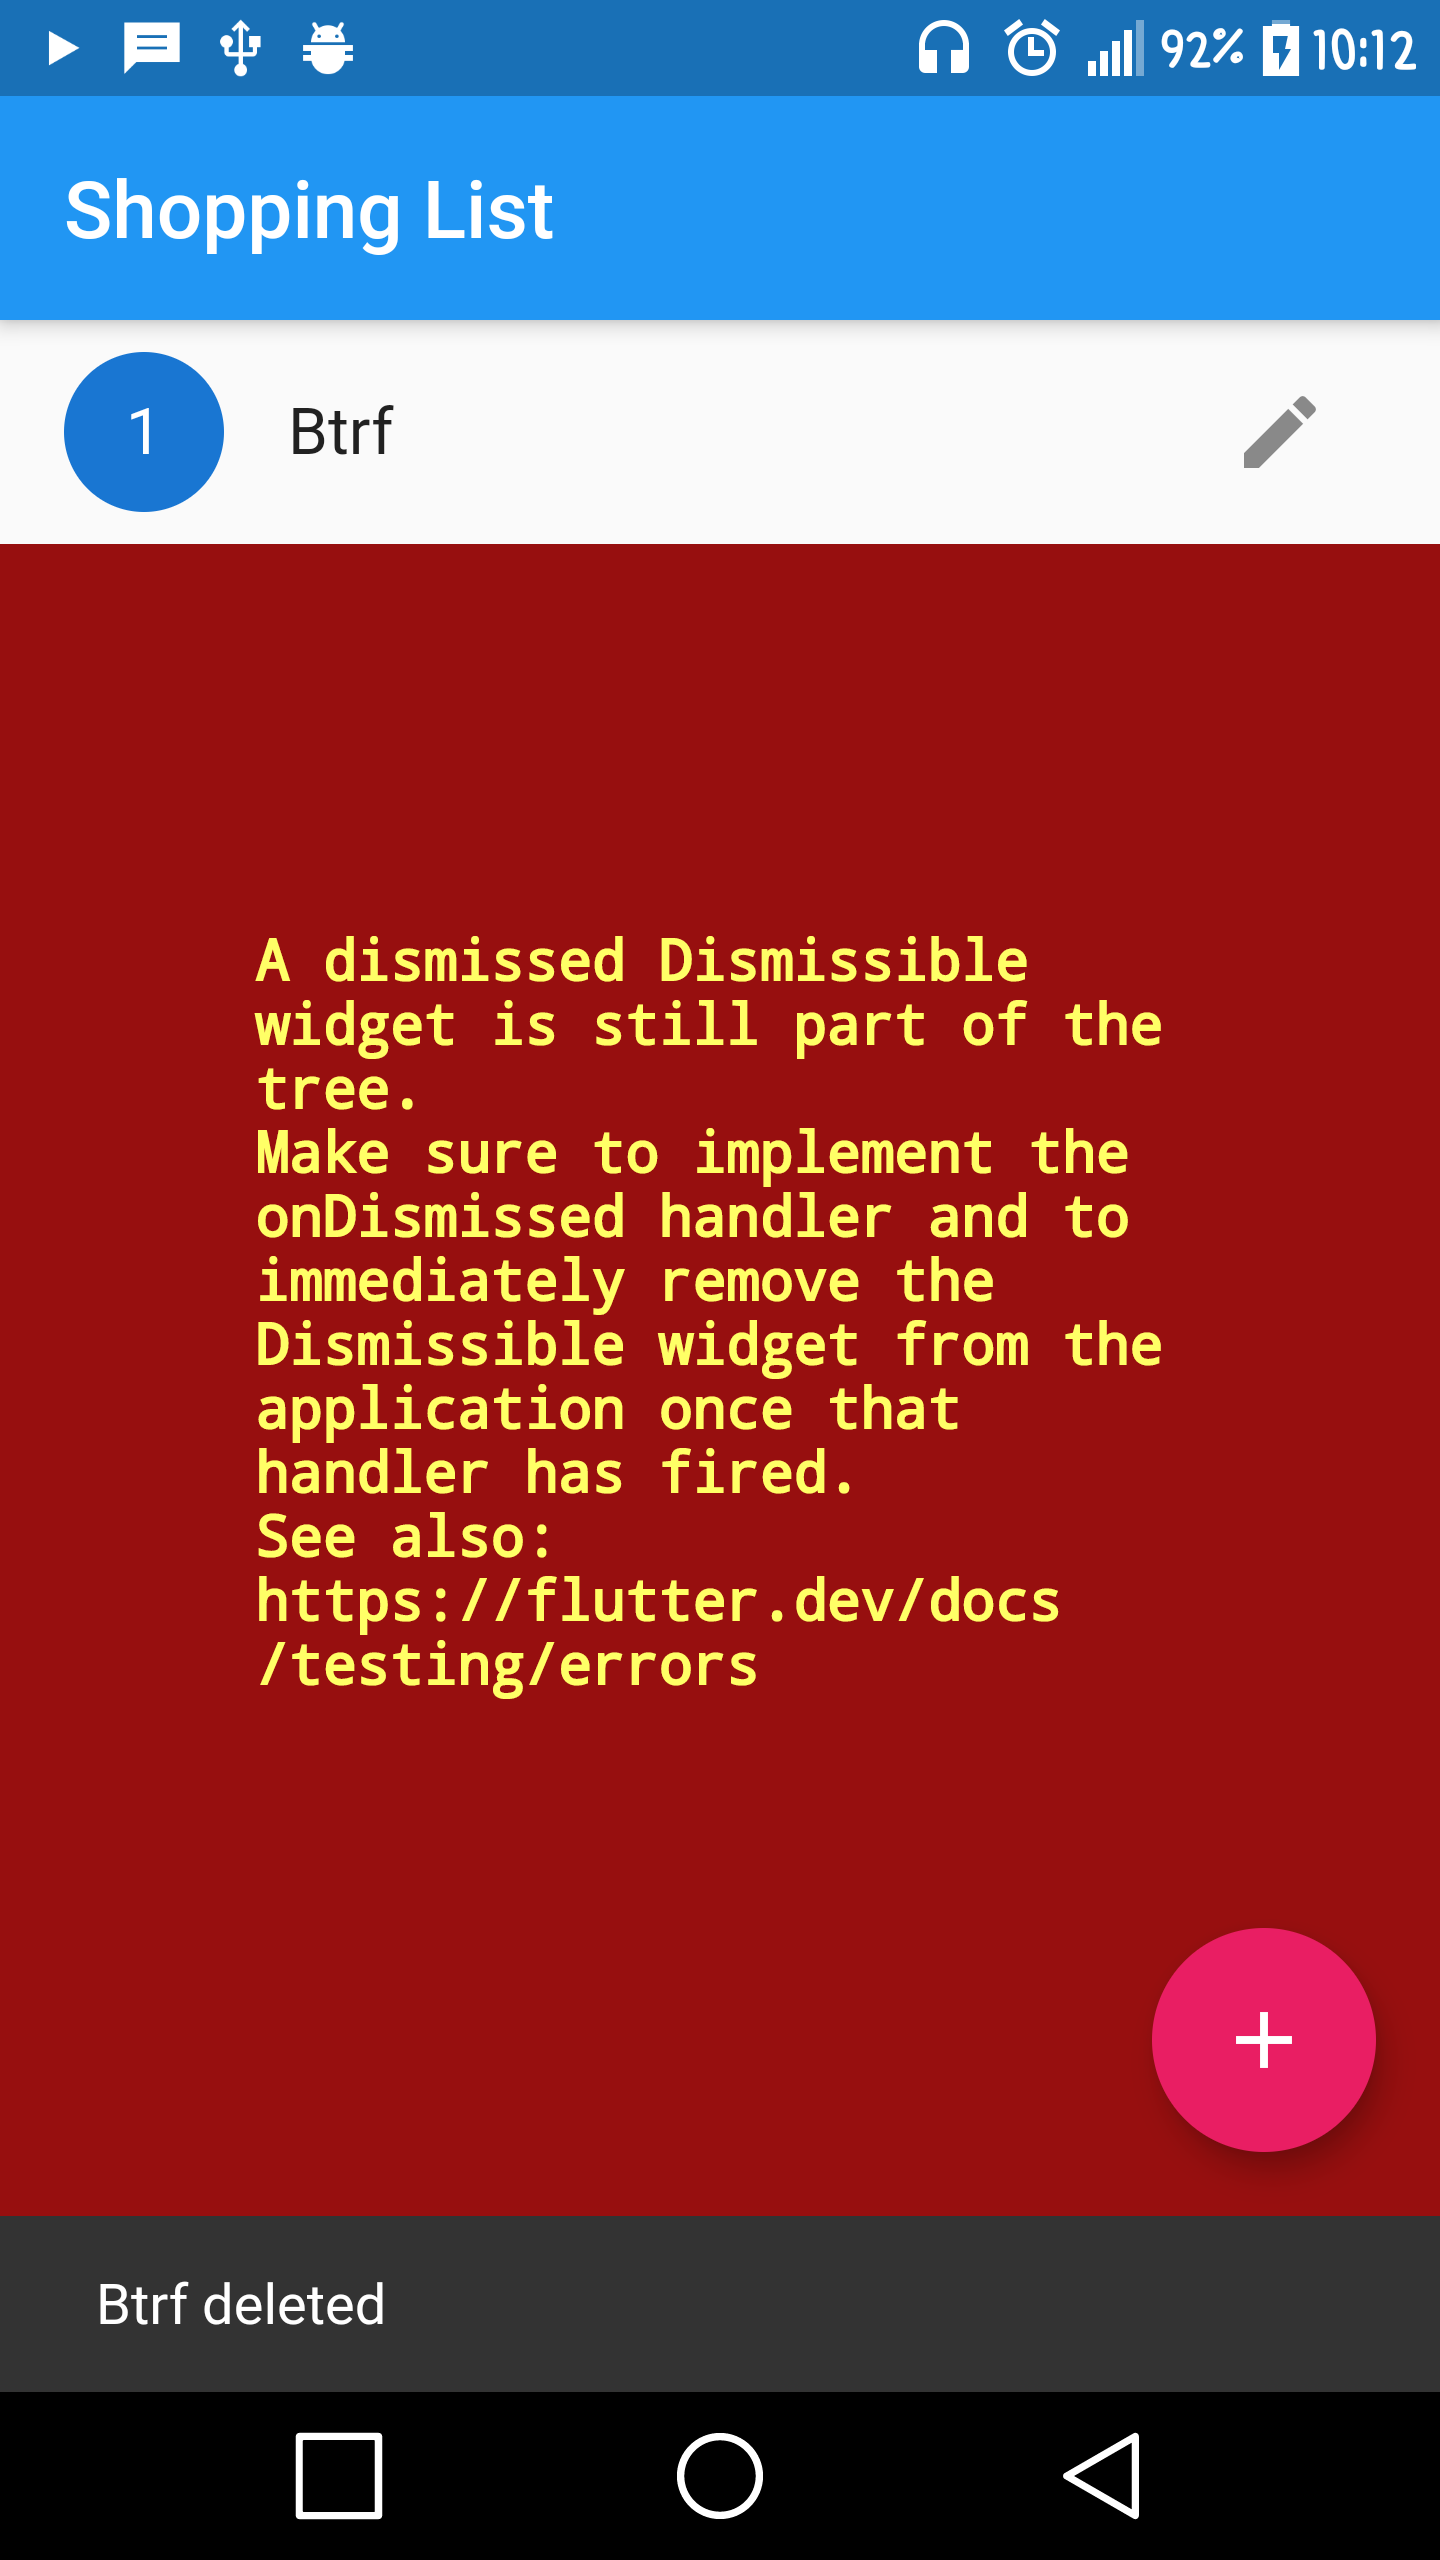 92% 10:12
Shopping List
1 Btrf
A dismissed Dismissible
widget is still part of the
tree.
Make sure to implement the
onDismissed handler and to
immediately remove the
Dismissible widget from the
application once that
handler has fired.
See also:
https://flutter.dev/docs
/testing/errors
Btrf deleted